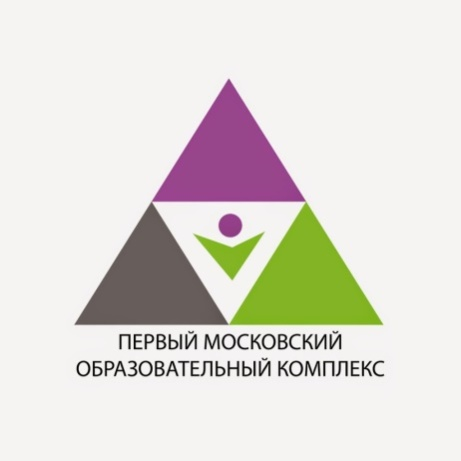 ПЕРВЫЙ МОСКОВСКИЙ
ОБРАЗОВАТЕЛЬНЫЙ КОМПЛЕКС